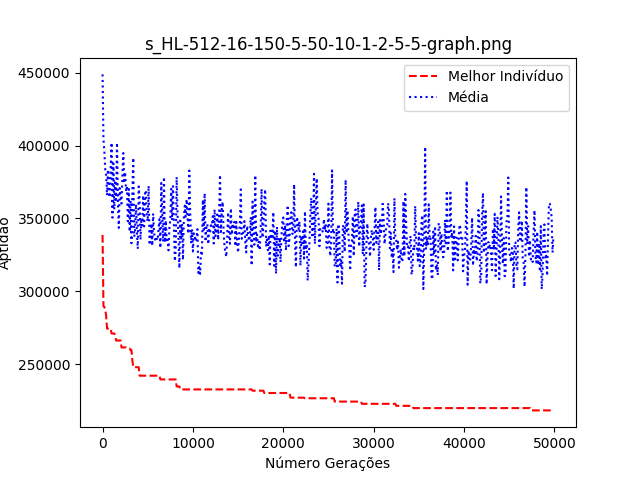 s_HL-512-16-150-5-50-10-1-2-5-5-graph.png
Melhor Indivíduo
Média
450000
400000
350000
300000
250000
Aptidão
0
10000
20000
30000
40000
50000
Número Gerações